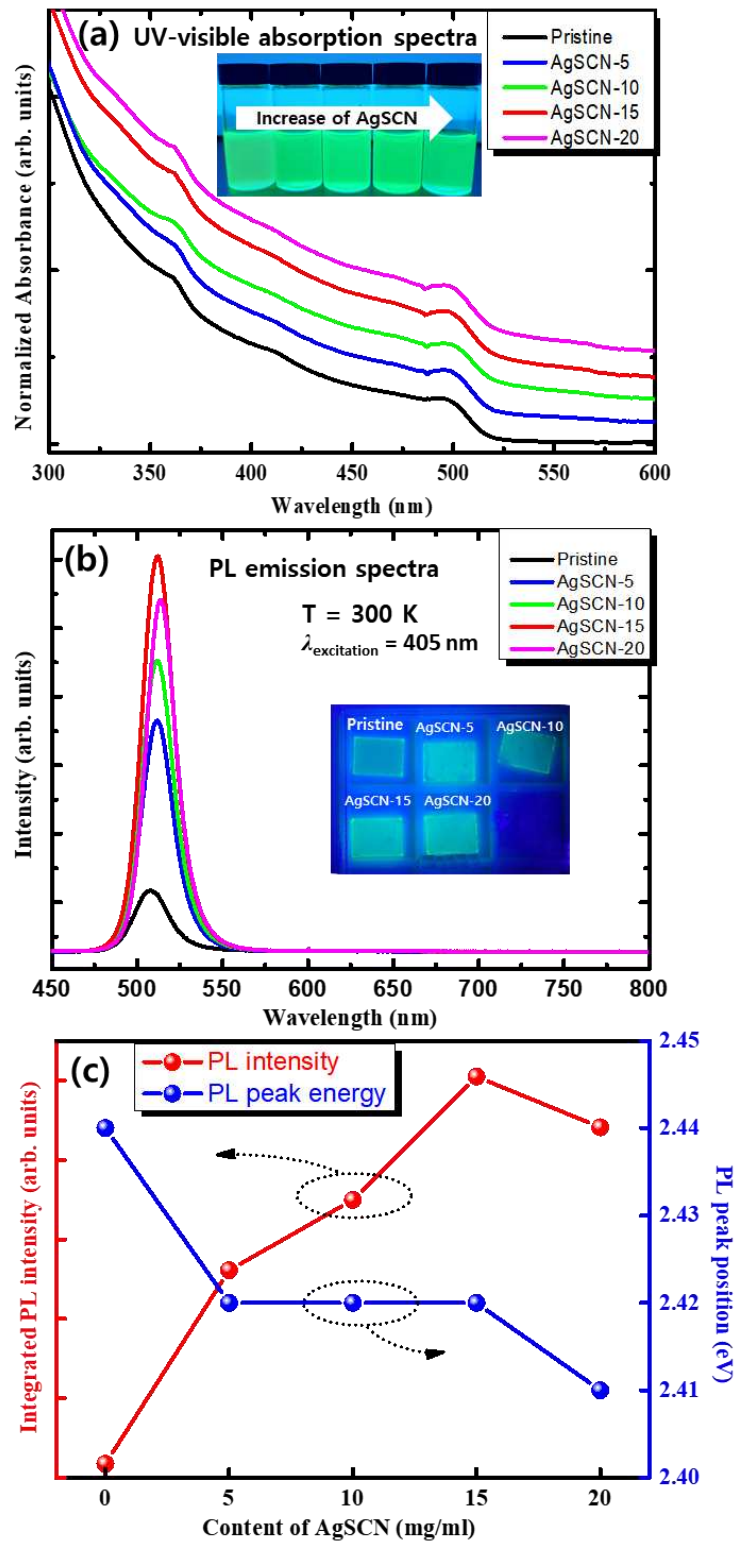 (a) UV-visible absorption spectra
Increase of AgSCN
Pristine
AgSCN-5
AgSCN-10
AgSCN-15
AgSCN-20
Normalized Absorbance (arb. units)
300 350 400 450 500 550 600
Wavelength (nm)
(b) PL emission spectra
T = 300 K
λexcitation = 405 nm
Pristine
AgSCN-5
AgSCN-10
AgSCN-15
AgSCN-20
Pristine AgSCN-5 AgSCN-10
AgSCN-15 AgSCN-20
Intensity (arb. units)
450 500 550 600 650 700 750 800
Wavelength (nm)
(c)
PL intensity
PL peak energy
Integrated PL intensity (arb. units)
2.45
2.44
2.43
2.42
2.41
2.40
PL peak position (eV)
0 5 10 15 20
Content of AgSCN (mg/ml)